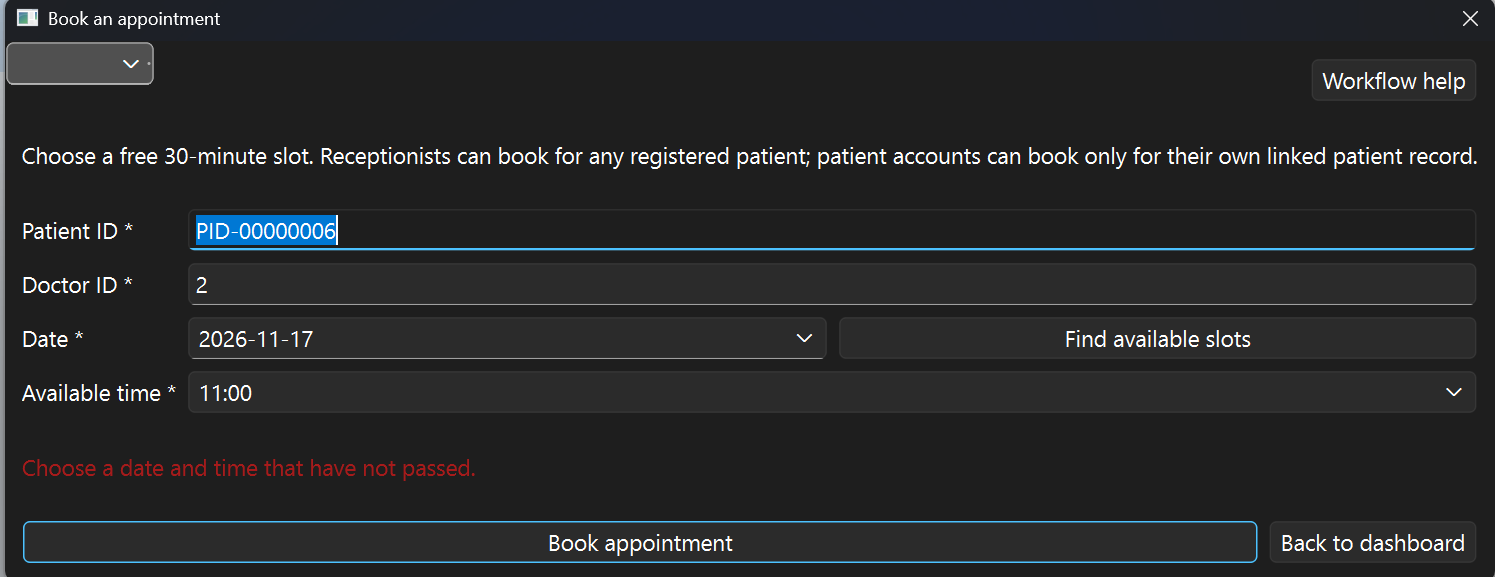 Book an appointment
Workflow help
Choose a free 30-minute slot. Receptionists can book for any registered patient; patient accounts can book only for their own linked patient record.
Patient ID * PID-00000006
Doctor ID * 2
Date * 2026-11-17 Find available slots
Available time * 11:00
Choose a date and time that have not passed.
Book appointment Back to dashboard